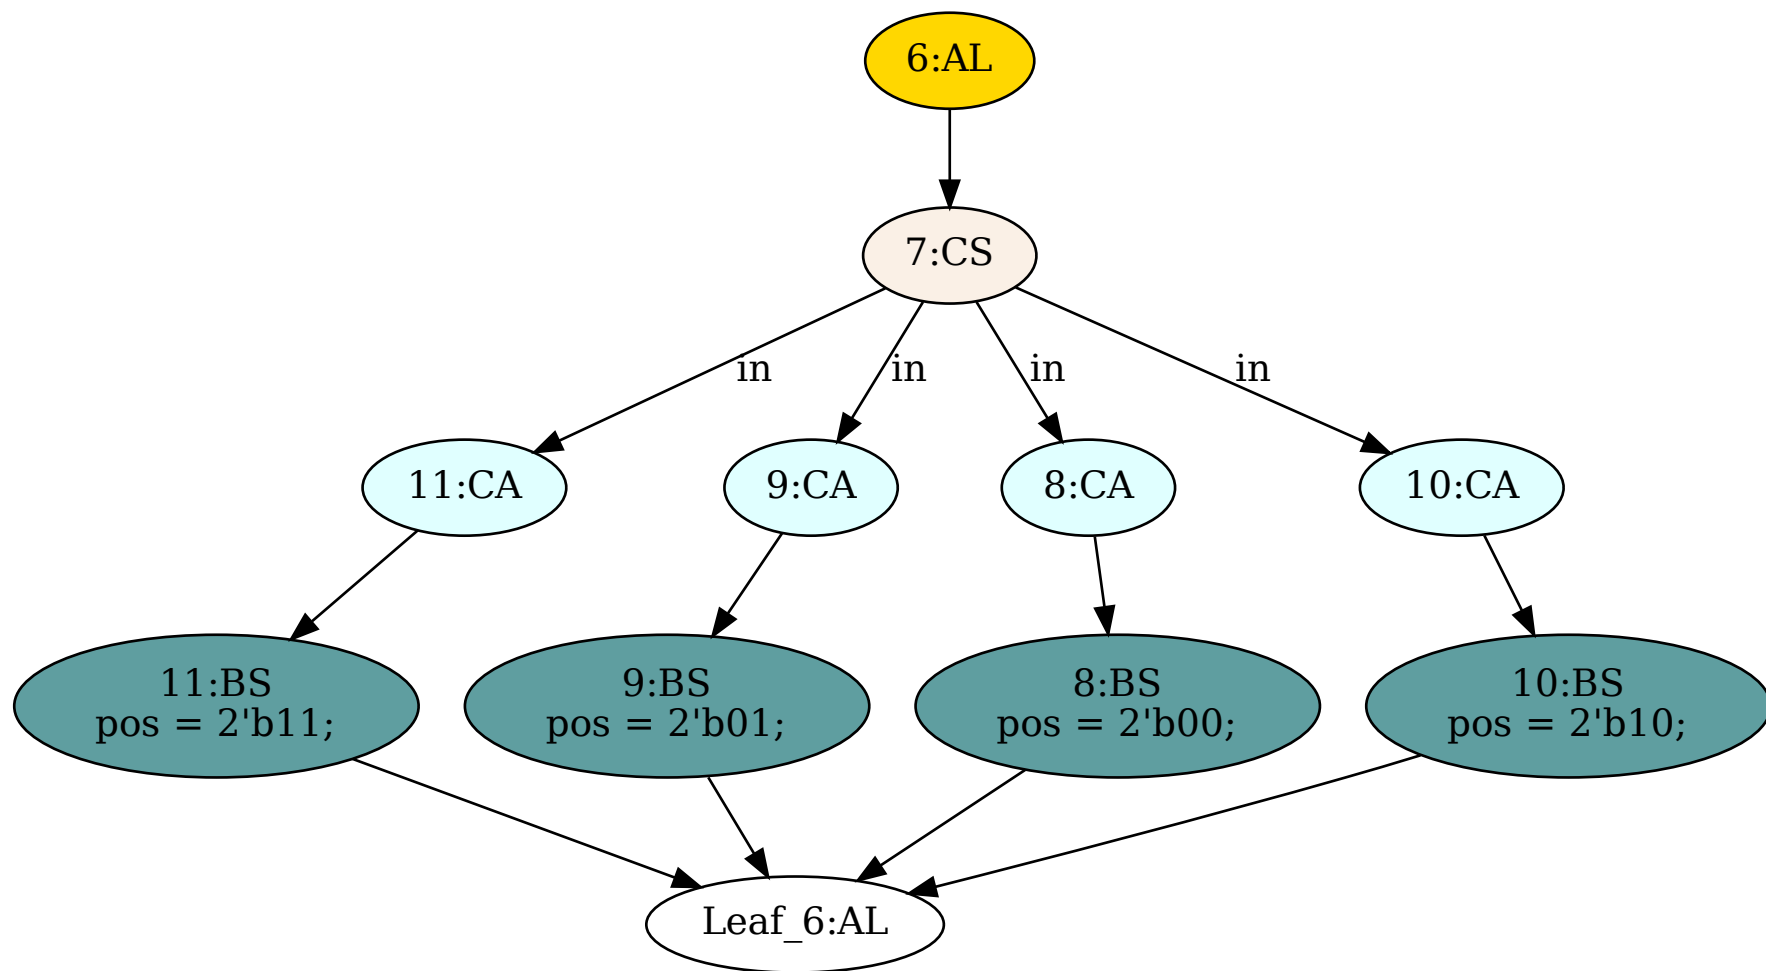 6:AL
7:CS
in
in
in
in
11:CA
9:CA
8:CA
10:CA
11:BS
pos = 2'b11;
9:BS
pos = 2'b01;
8:BS
pos = 2'b00;
10:BS
pos = 2'b10;
Leaf_6:AL